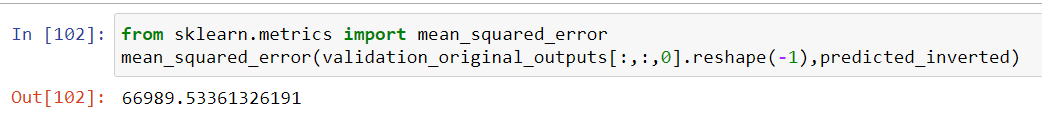 In [102]: from sklearn.metrics import mean_squared_error
mean_squared_error(validation_original_outputs[:,:,0].reshape(-1),predicted_inverted)
Out[102]: 66989.53361326191